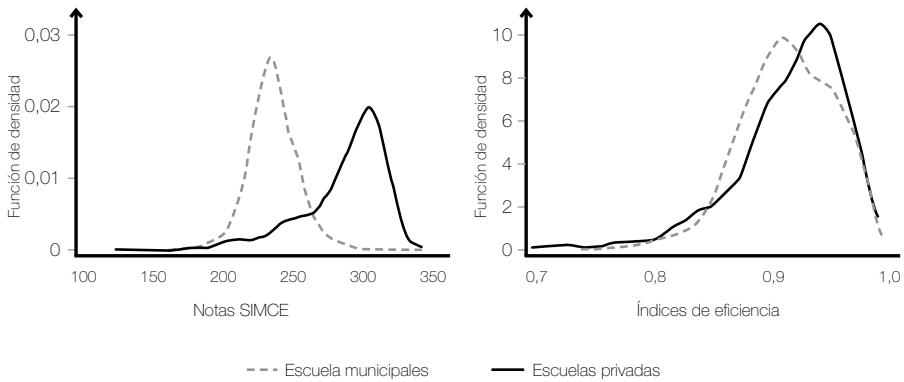 Función de densidad
0,03
0,02
0,01
0
100 150 200 250 300 350
Notas SIMCE
Función de densidad
10
8
6
4
2
0
0,7 0,8 0,9 1,0
Índices de eficiencia
Escuela municipales Escuelas privadas